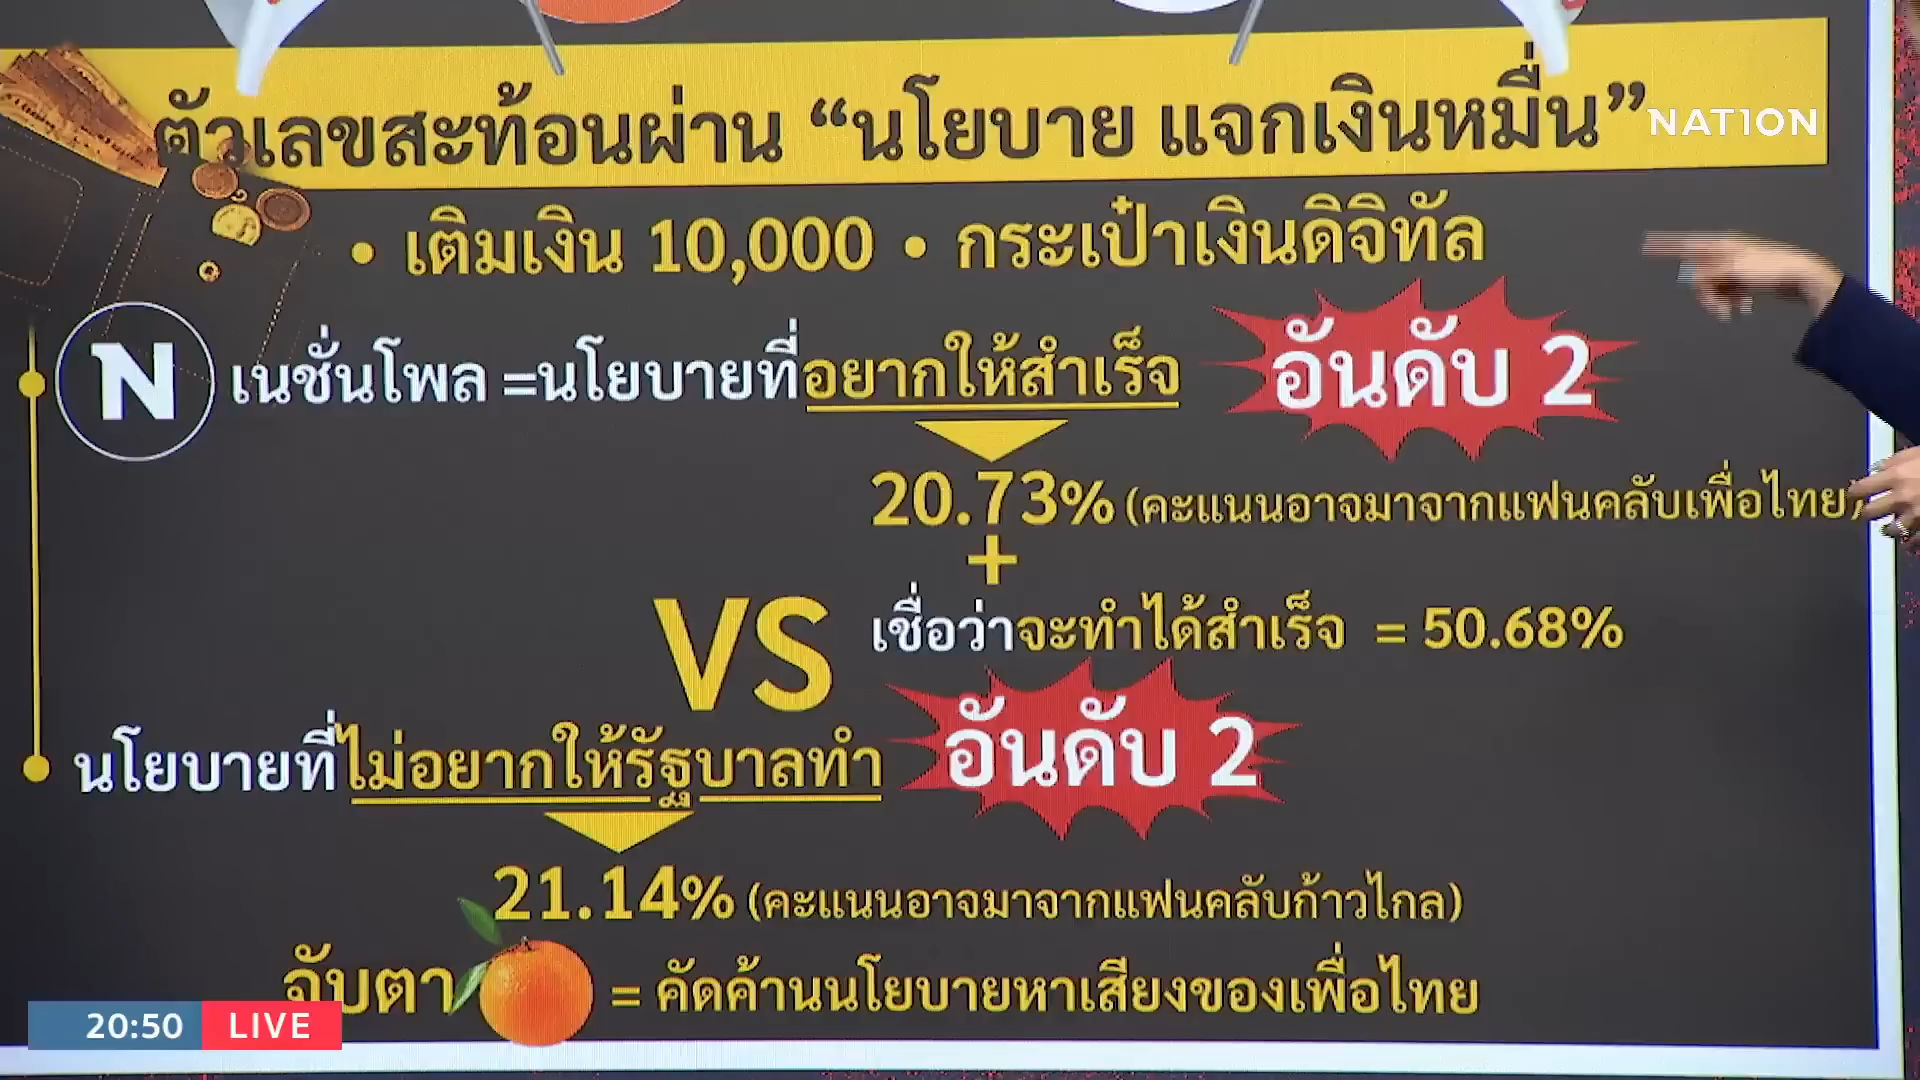 ตัวเลขสะท้อนผ่าน “นโยบาย แจกเงินหมื่น”
NATION
• เติมเงิน 10,000 • กระเป๋าเงินดิจิทัล
N เนชั่นโพล =นโยบายที่อยากให้สำเร็จ อันดับ 2
20.73% (คะแนนอาจมาจากแฟนคลับเพื่อไทย)
+
VS เชื่อว่าจะทำได้สำเร็จ = 50.68%
นโยบายที่ไม่อยากให้รัฐบาลทำ อันดับ 2
21.14% (คะแนนอาจมาจากแฟนคลับก้าวไกล)
จับตา = คัดค้านนโยบายหาเสียงของเพื่อไทย
20:50 LIVE